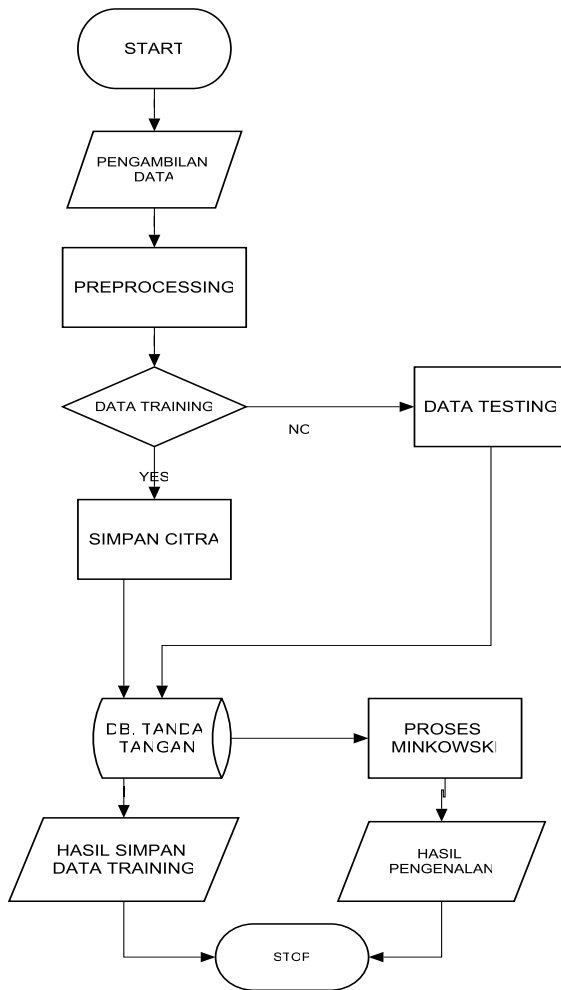 START
PENGAMBILAN
DATA
PREPROCESSING
DATA TRAINING
NO
DATA TESTING
YES
SIMPAN CITRA
DB. TANDA
TANGAN
PROSES
MINKOWSKI
HASIL SIMPAN
DATA TRAINING
HASIL
PENGENALAN
STOP